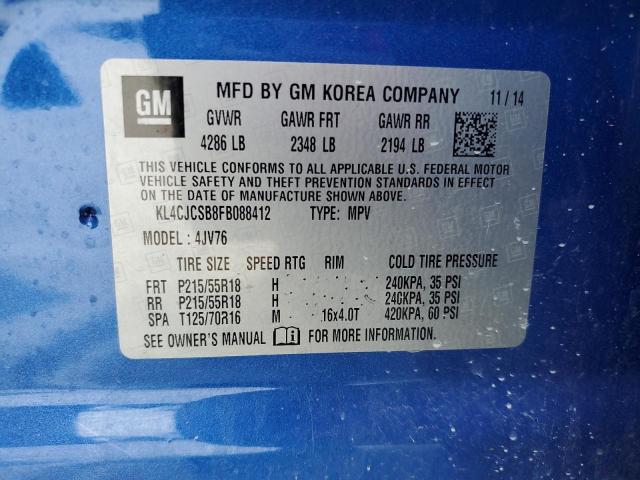 GM
MFD BY GM KOREA COMPANY 11 / 14
GVWR GAWR FRT GAWR RR
4286 LB 2348 LB 2194 LB
THIS VEHICLE CONFORMS TO ALL APPLICABLE U.S. FEDERAL MOTOR
VEHICLE SAFETY AND THEFT PREVENTION STANDARDS IN EFFECT
ON THE DATE OF MANUFACTURE SHOWN ABOVE.
KL4CJCSB8FB088412 TYPE: MPV
MODEL : 4JV76
TIRE SIZE SPEED RTG RIM COLD TIRE PRESSURE
FRT P215/55R18 H 240KPA, 35 PSI
RR P215/55R18 H 240KPA, 35 PSI
SPA T125/70R16 M 16x4.0T 420KPA, 60 PSI
SEE OWNER'S MANUAL FOR MORE INFORMATION.